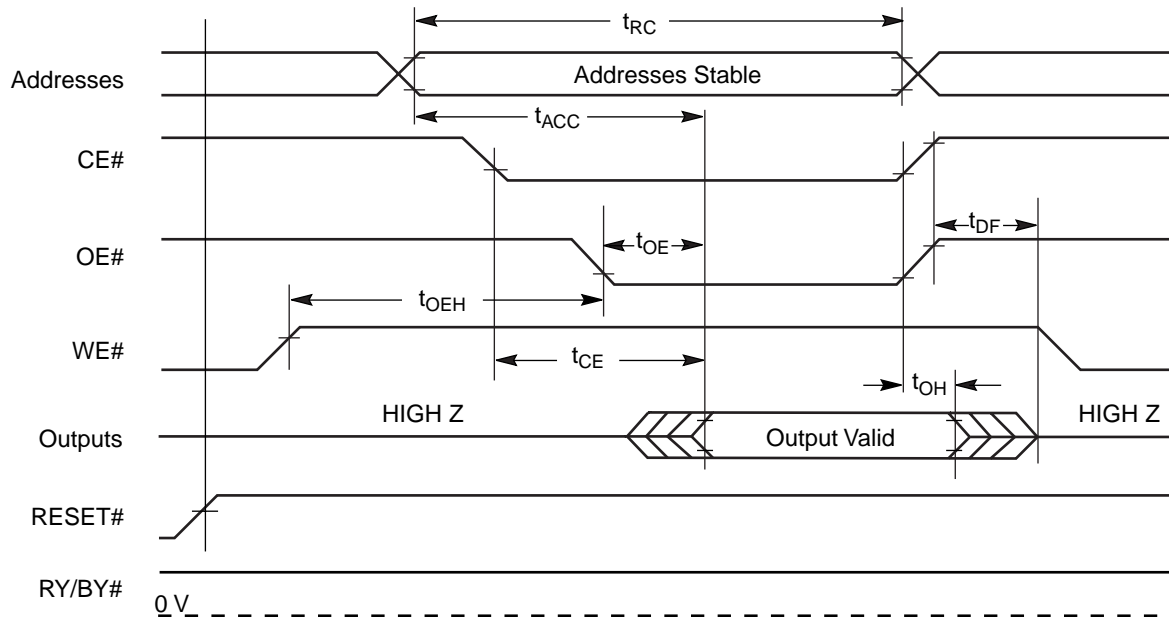 tRC
Addresses
Addresses Stable
tACC
CE#
tDF
tOE
OE#
tOEH
WE#
tCE
tOH
HIGH Z
HIGH Z
Outputs
Output Valid
RESET#
RY/BY#
0 V